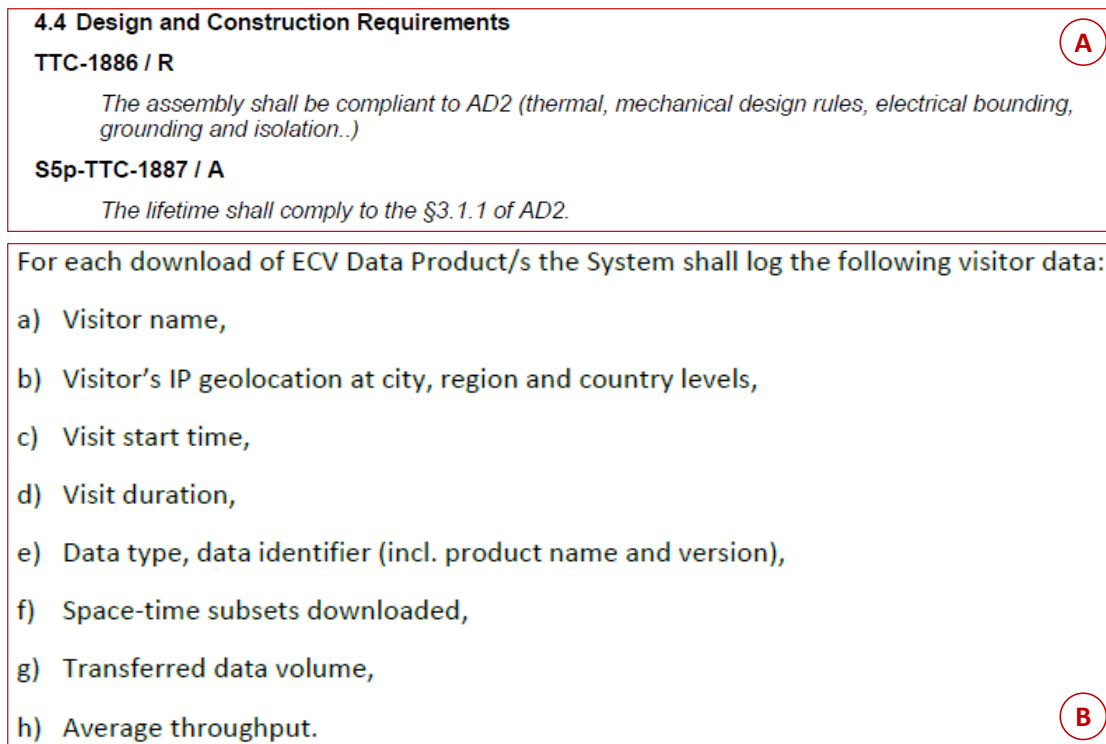 4.4 Design and Construction Requirements
A
TTC-1886 / R
The assembly shall be compliant to AD2 (thermal, mechanical design rules, electrical bounding,
grounding and isolation..)
S5p-TTC-1887 / A
The lifetime shall comply to the §3.1.1 of AD2.
For each download of ECV Data Product/s the System shall log the following visitor data:
a) Visitor name,
b) Visitor's IP geolocation at city, region and country levels,
c) Visit start time,
d) Visit duration,
e) Data type, data identifier (incl. product name and version),
f) Space-time subsets downloaded,
g) Transferred data volume,
h) Average throughput.
B